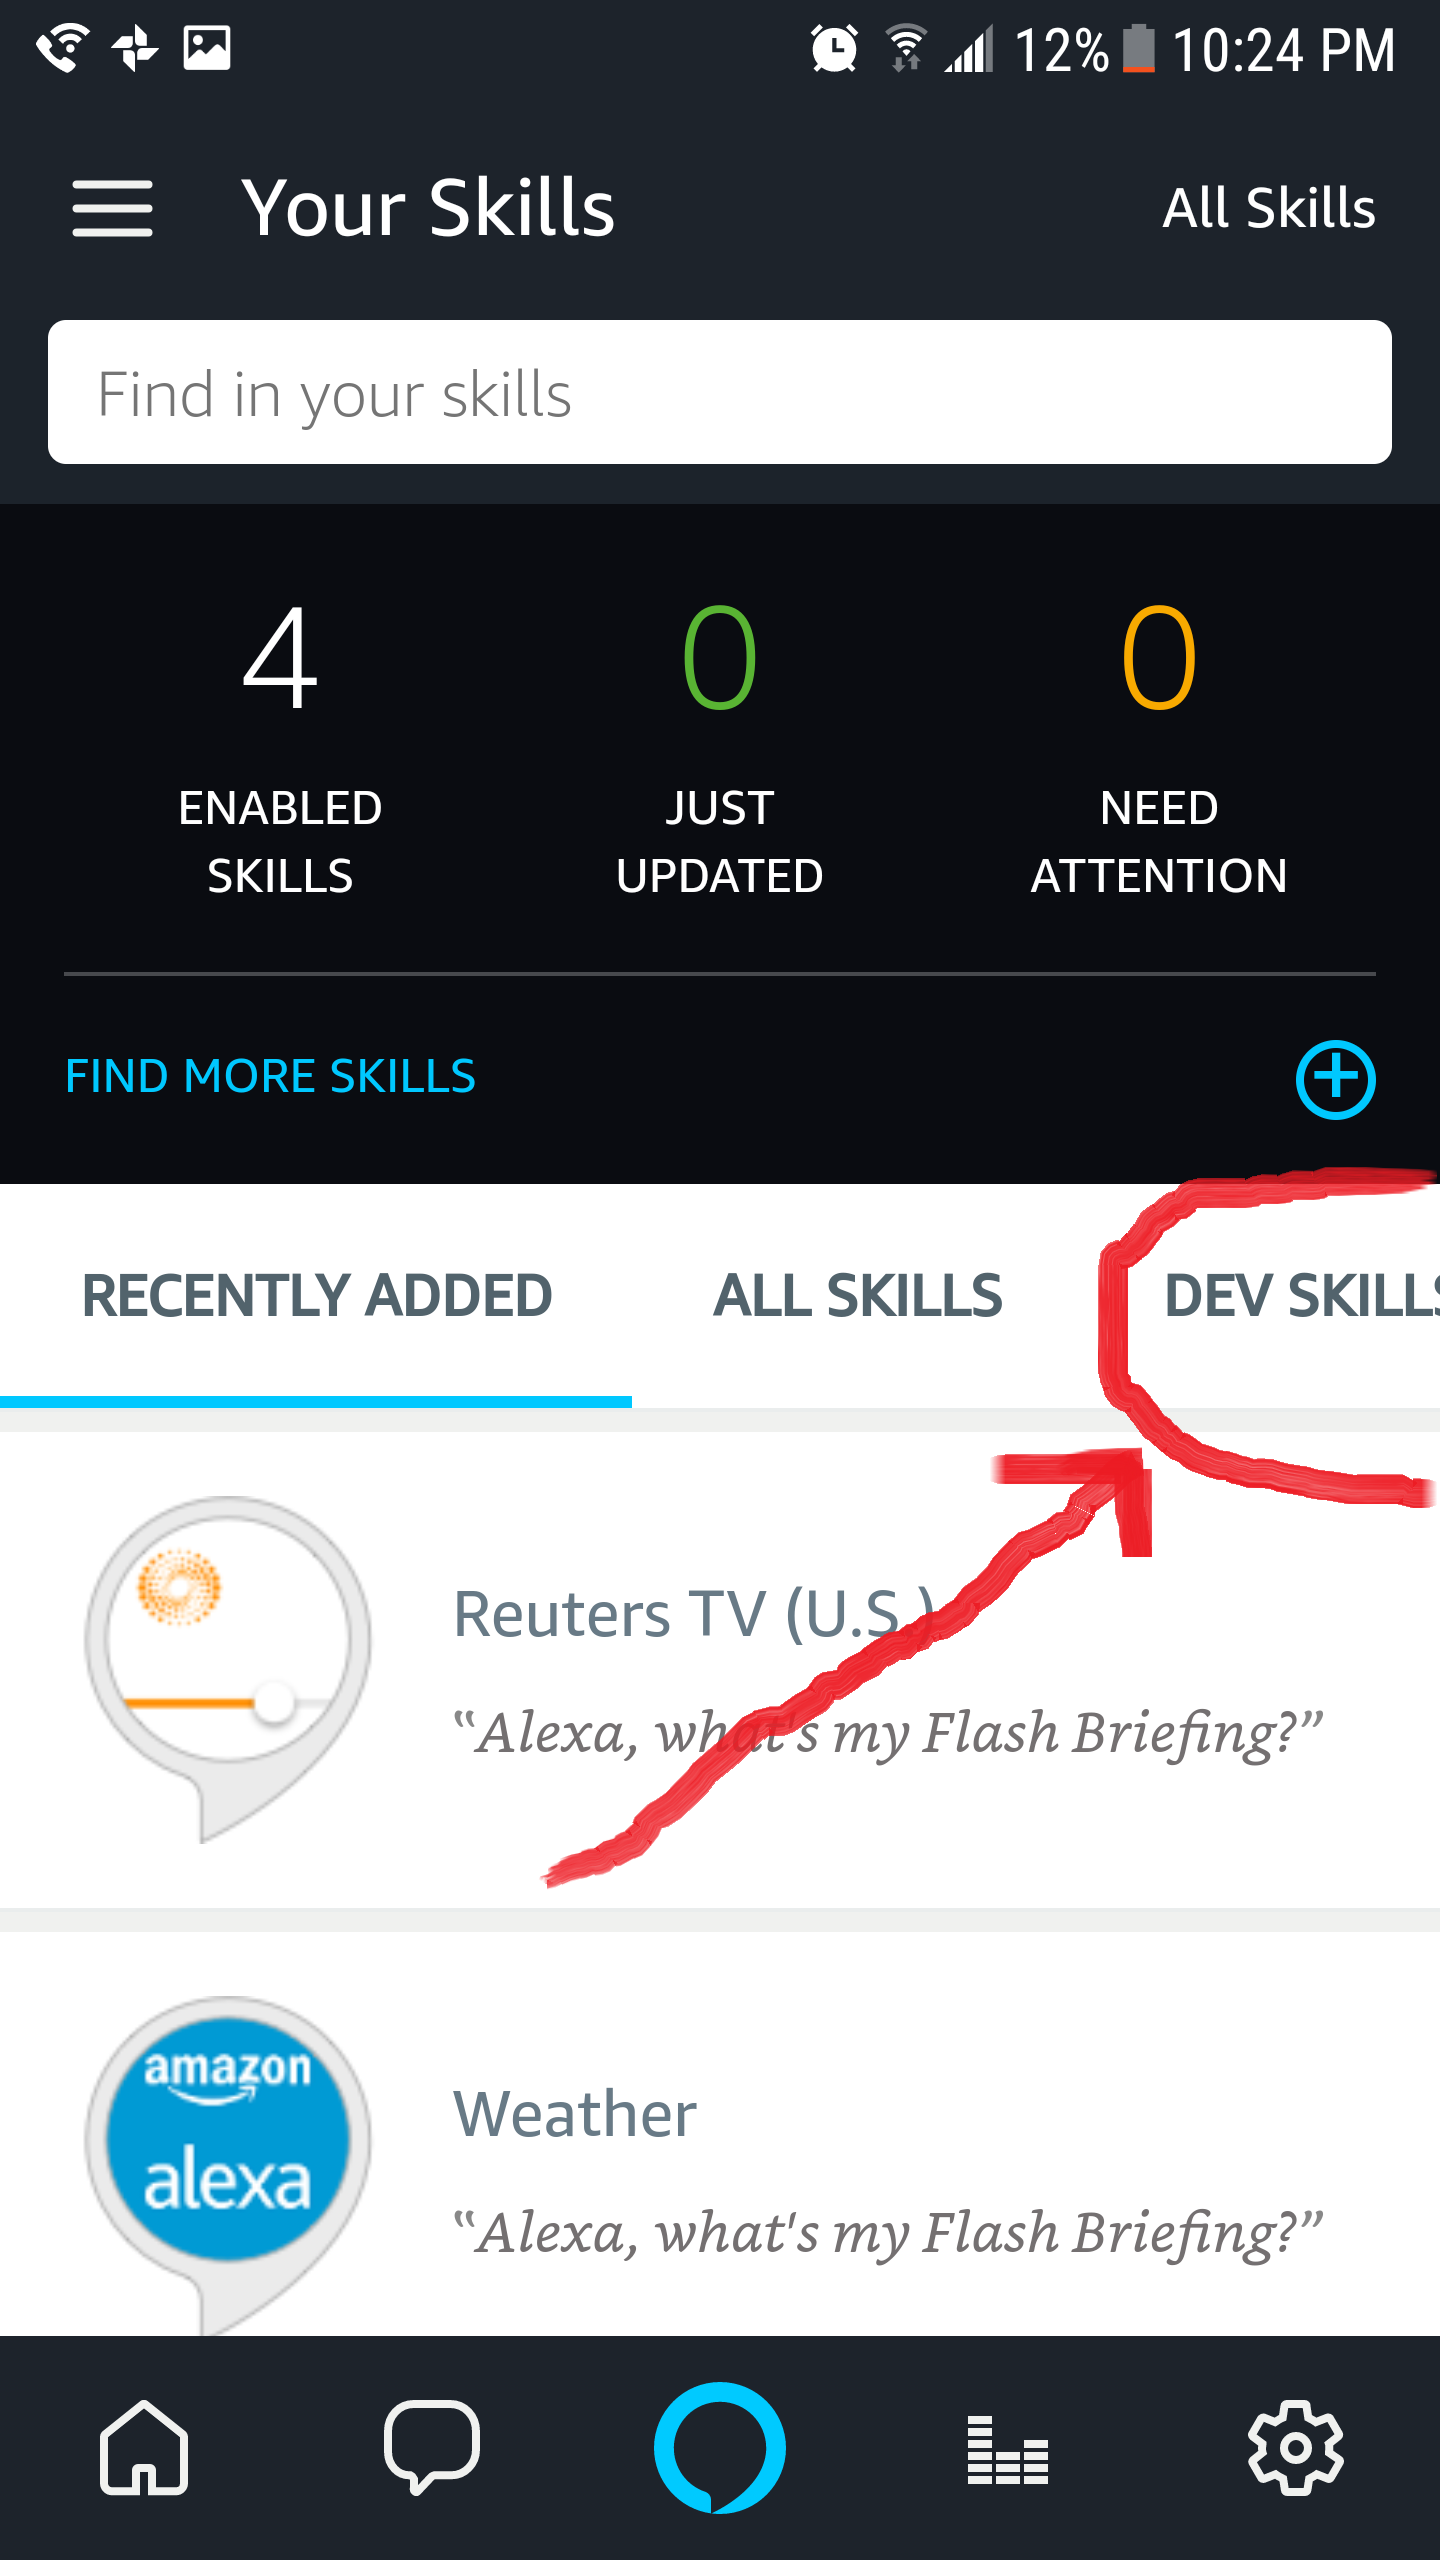 12% 10:24 PM
Your Skills
All Skills
Find in your skills
4
0
0
ENABLED
SKILLS
JUST
UPDATED
NEED
ATTENTION
FIND MORE SKILLS
RECENTLY ADDED
ALL SKILLS
DEV SKILLS
Reuters TV (U.S.)
“Alexa, what's my Flash Briefing?”
amazon
alexa
Weather
“Alexa, what's my Flash Briefing?”